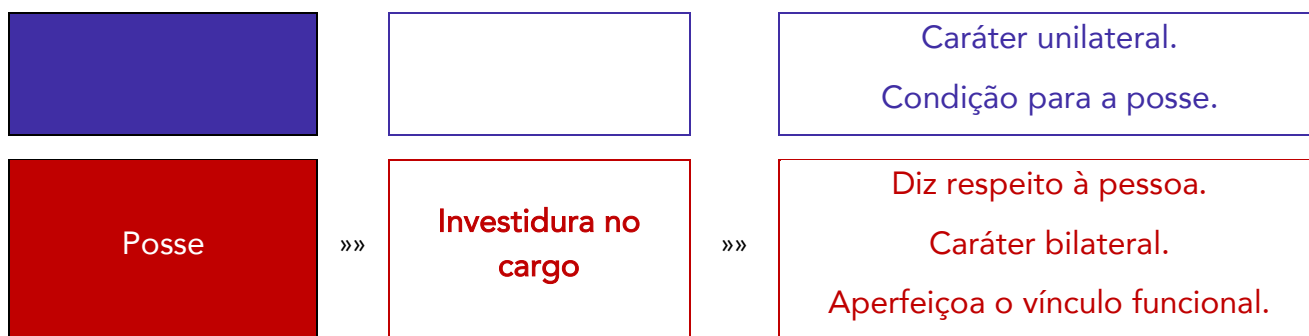 Caráter unilateral.
Condição para a posse.
Posse »» Investidura no cargo »» Diz respeito à pessoa.
Caráter bilateral.
Aperfeiçoa o vínculo funcional.